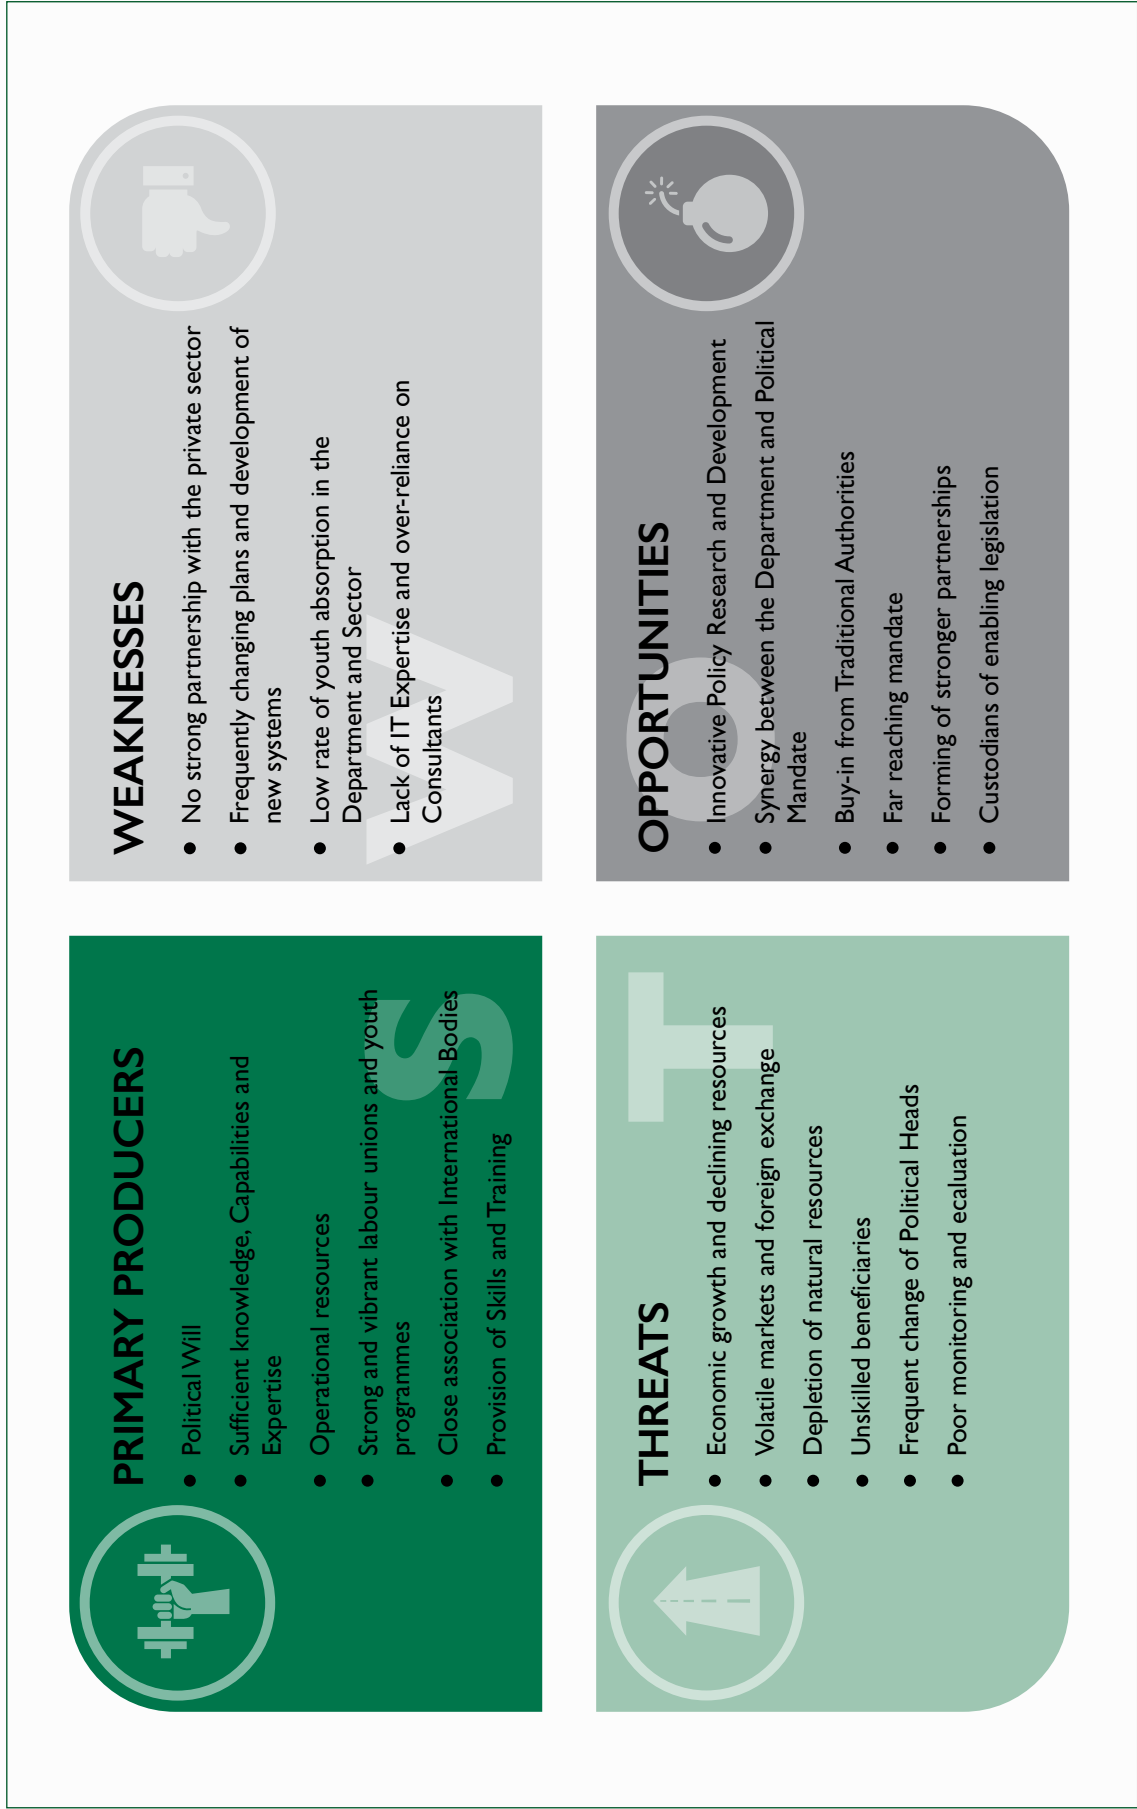 PRIMARY PRODUCERS
• Political Will
• Sufficient knowledge, Capabilities and
Expertise
• Operational resources
• Strong and vibrant labour unions and youth
programmes
• Close association with International Bodies
• Provision of Skills and Training
S
WEAKNESSES
• No strong partnership with the private sector
• Frequently changing plans and development of
new systems
• Low rate of youth absorption in the
Department and Sector
• Lack of IT Expertise and over-reliance on
Consultants
W
THREATS
• Economic growth and declining resources
• Volatile markets and foreign exchange
• Depletion of natural resources
• Unskilled beneficiaries
• Frequent change of Political Heads
• Poor monitoring and ecaluation
T
OPPORTUNITIES
• Innovative Policy Research and Development
• Synergy between the Department and Political
Mandate
• Buy-in from Traditional Authorities
• Far reaching mandate
• Forming of stronger partnerships
• Custodians of enabling legislation
O